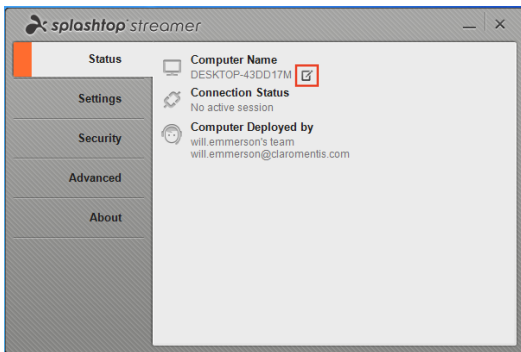 splashtop streamer
Status
Settings
Security
Advanced
About
Computer Name
DESKTOP-43DD17M
Connection Status
No active session
Computer Deployed by
will.emmerson's team
will.emmerson@claromentis.com